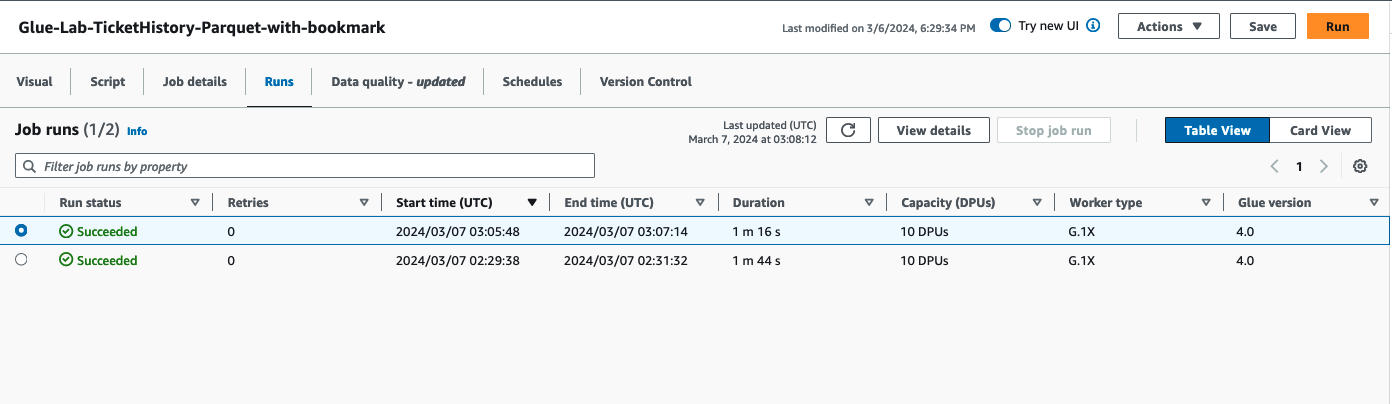 Glue-Lab-TicketHistory-Parquet-with-bookmark
Last modified on 3/6/2024, 6:29:34 PM Try new UI Actions Save Run
Visual Script Job details Runs Data quality - updated Schedules Version Control
Job runs (1/2) Info
Last updated (UTC)
March 7, 2024 at 03:08:12
View details Stop job run Table View Card View
Filter job runs by property
1
Run status Retries Start time (UTC) End time (UTC) Duration Capacity (DPUs) Worker type Glue version
Succeeded 0 2024/03/07 03:05:48 2024/03/07 03:07:14 1 m 16 s 10 DPUs G.1X 4.0
Succeeded 0 2024/03/07 02:29:38 2024/03/07 02:31:32 1 m 44 s 10 DPUs G.1X 4.0